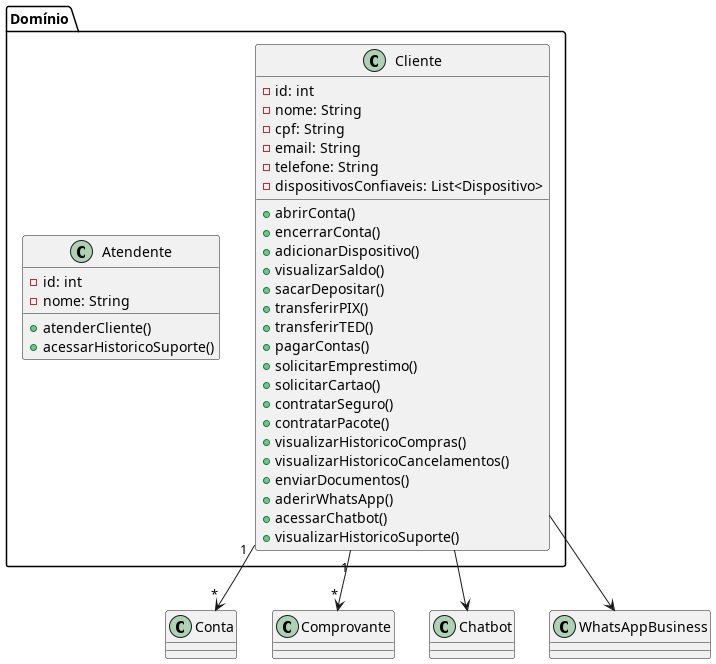 Domínio
Cliente
id: int
nome: String
cpf: String
email: String
telefone: String
dispositivosConfiaveis: List<Dispositivo>
abrirConta()
encerrarConta()
adicionarDispositivo()
visualizarSaldo()
sacarDepositar()
transferirPIX()
transferirTED()
pagarContas()
solicitarEmprestimo()
solicitarCartao()
contratarSeguro()
contratarPacote()
visualizarHistoricoCompras()
visualizarHistoricoCancelamentos()
enviarDocumentos()
aderirWhatsApp()
acessarChatbot()
visualizarHistoricoSuporte()
Atendente
id: int
nome: String
atenderCliente()
acessarHistoricoSuporte()
1
1
*
*
C Conta
C Comprovante
C Chatbot
C WhatsAppBusiness